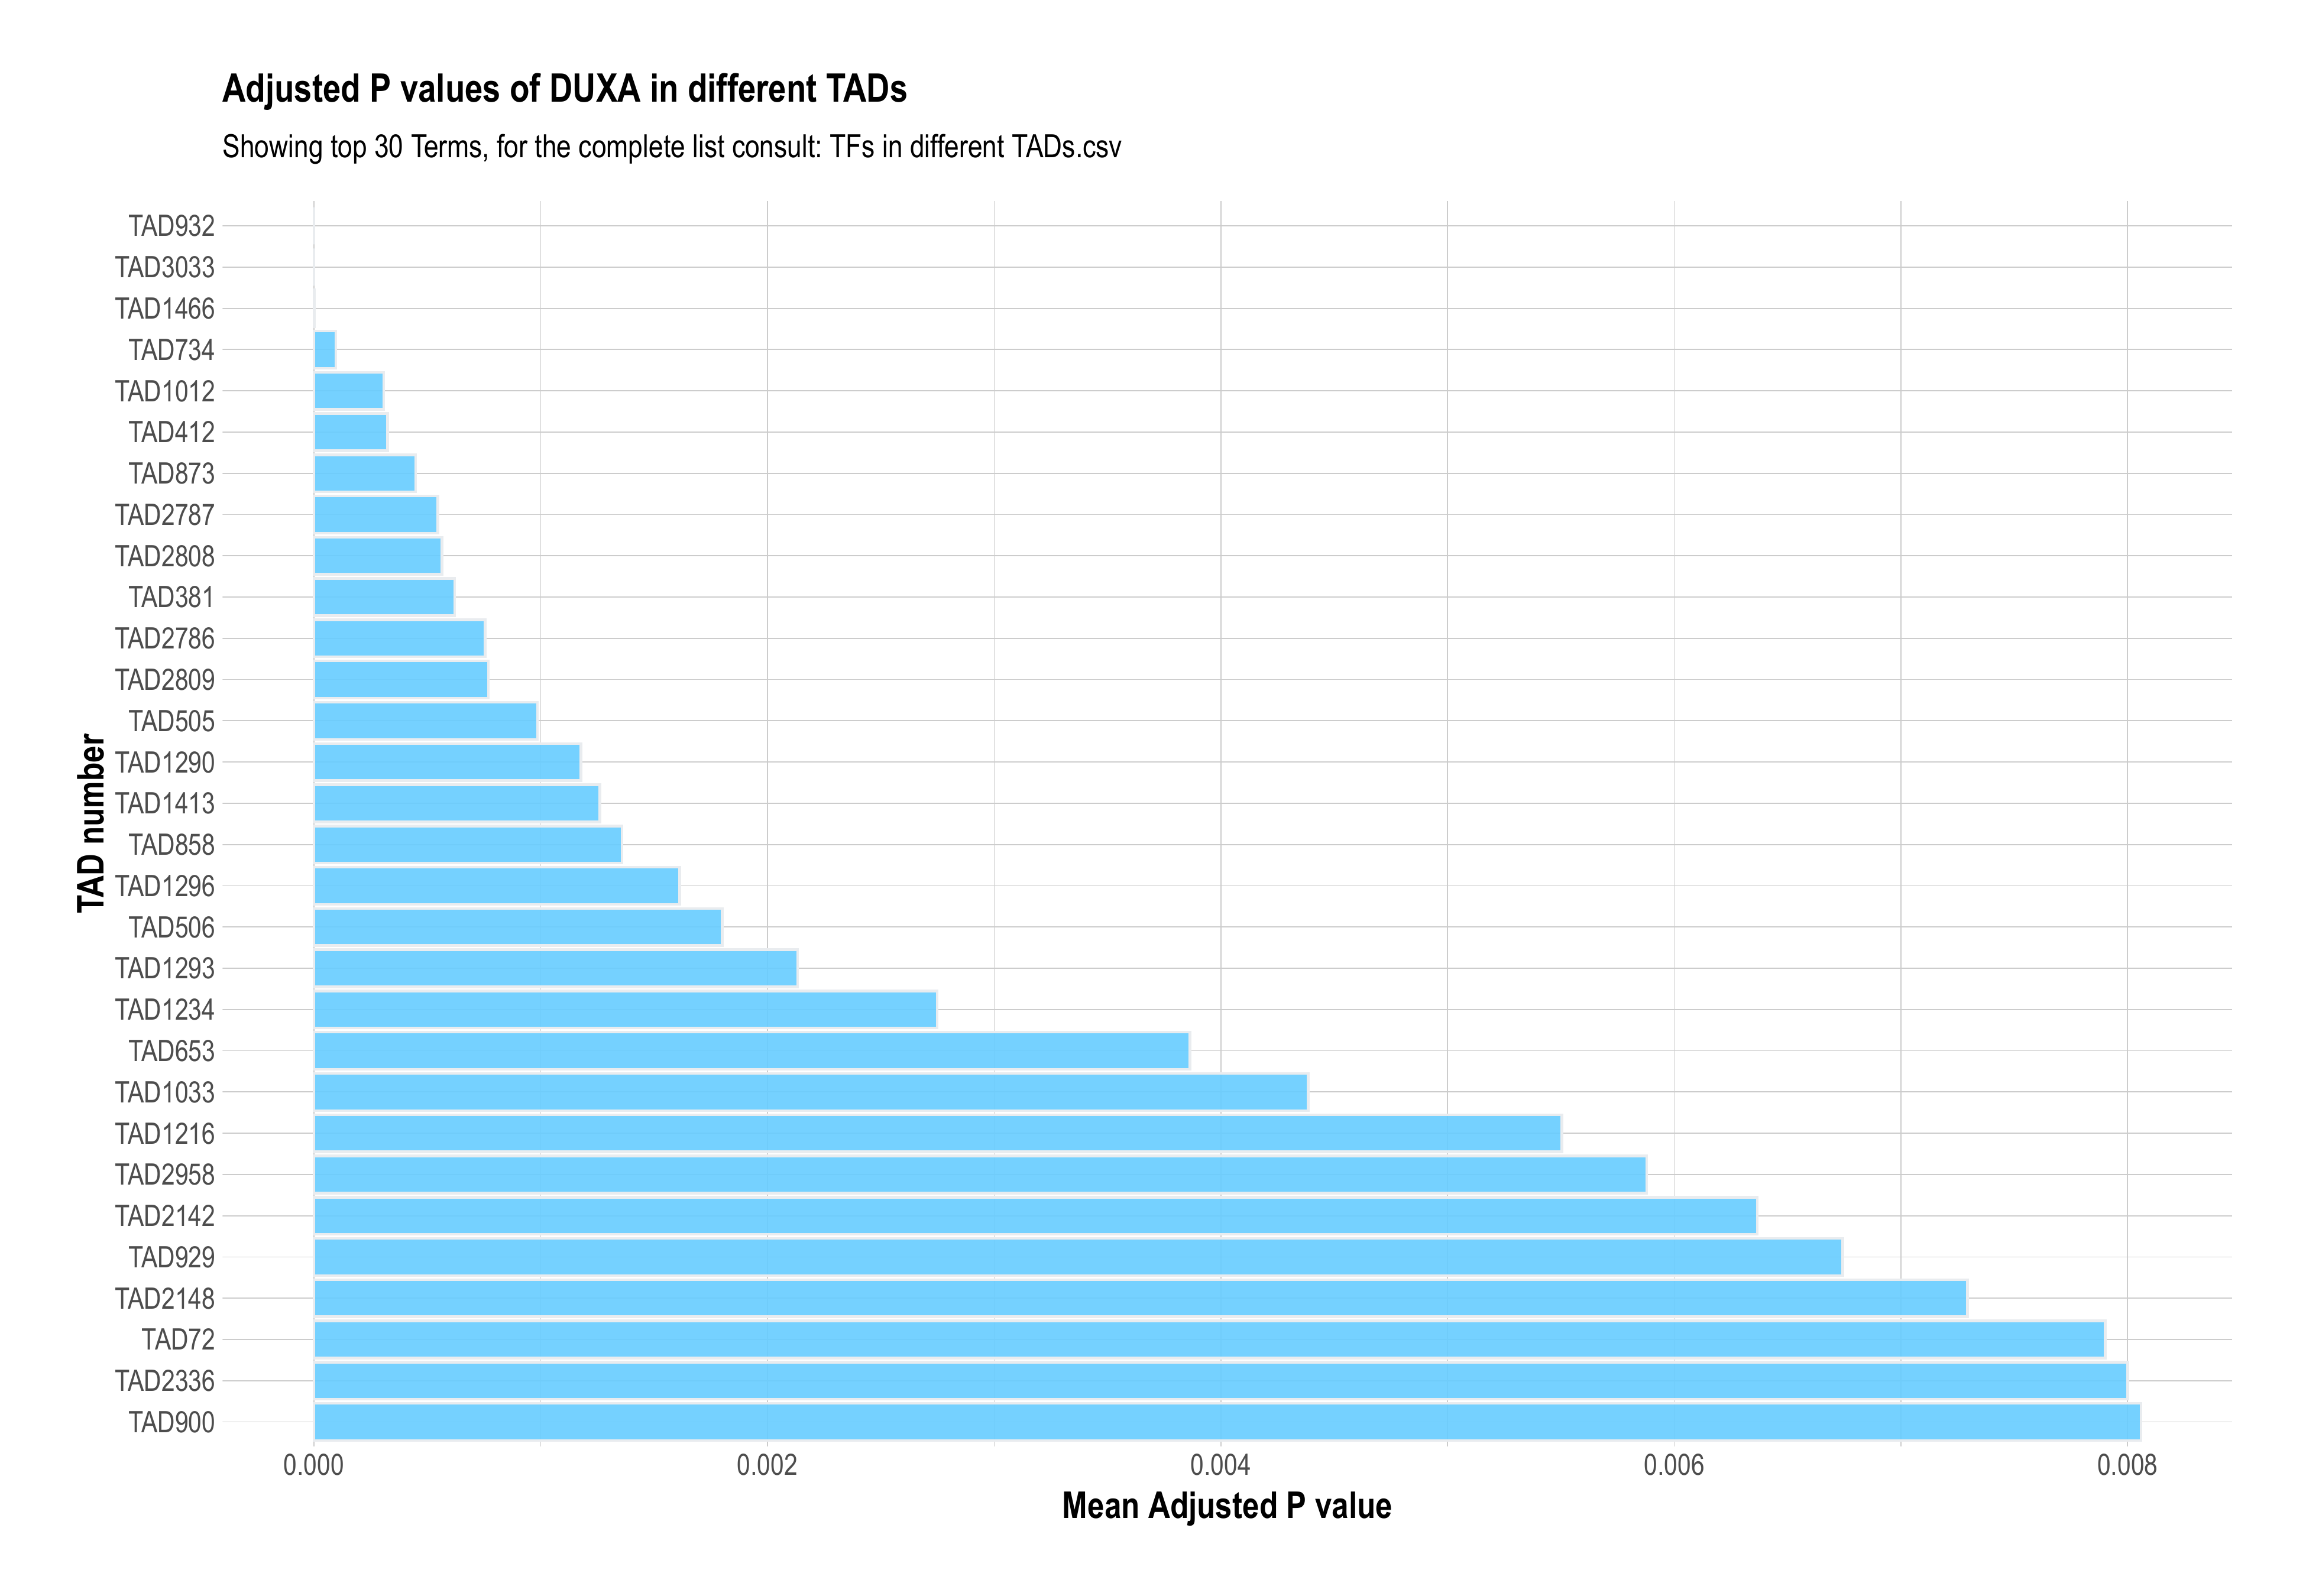 Adjusted P values of DUXA in different TADs
Showing top 30 Terms, for the complete list consult: TFs in different TADs.csv
TAD number
TAD932
TAD3033
TAD1466
TAD734
TAD1012
TAD412
TAD873
TAD2787
TAD2808
TAD381
TAD2786
TAD2809
TAD505
TAD1290
TAD1413
TAD858
TAD1296
TAD506
TAD1293
TAD1234
TAD653
TAD1033
TAD1216
TAD2958
TAD2142
TAD929
TAD2148
TAD72
TAD2336
TAD900
0.000 0.002 0.004 0.006 0.008
Mean Adjusted P value